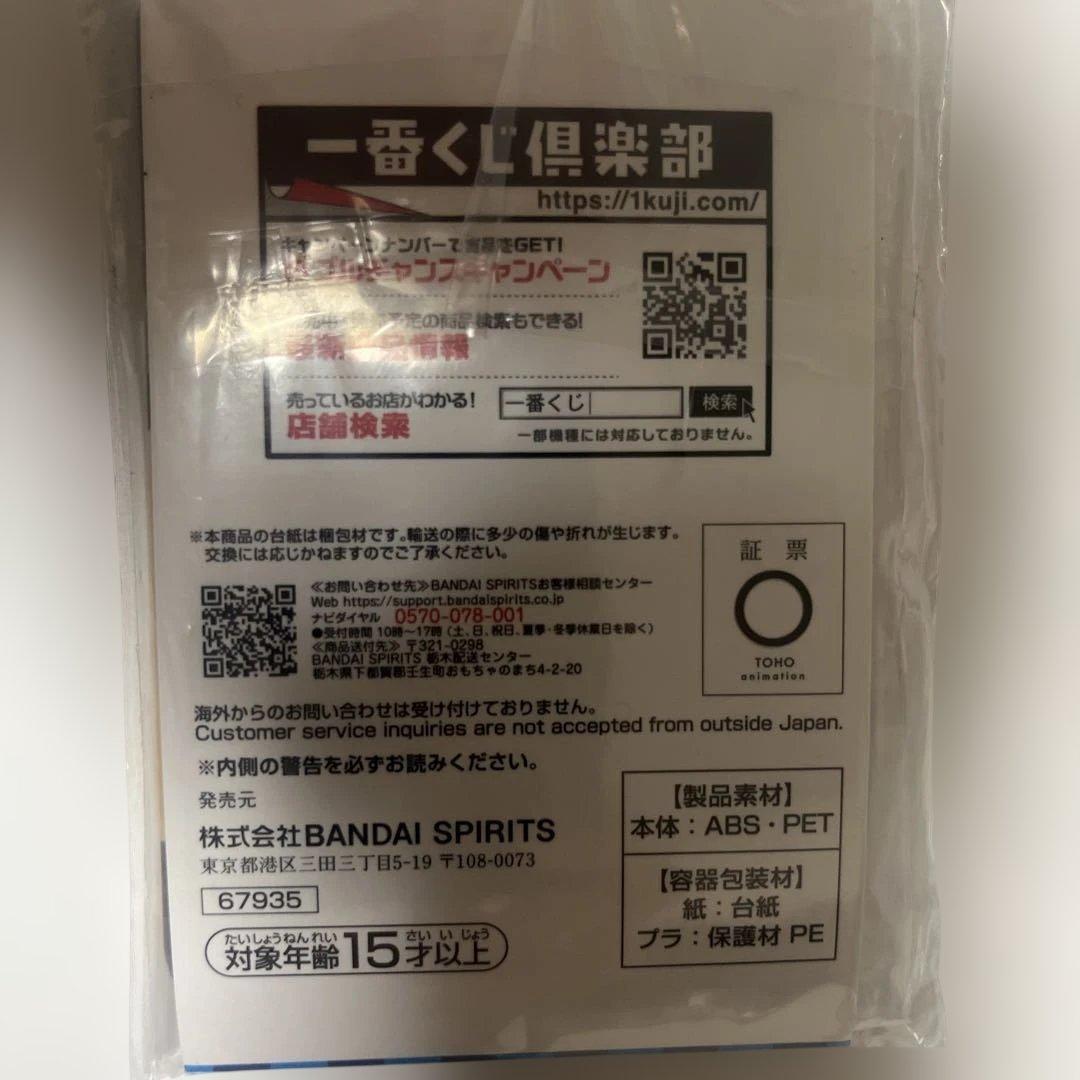 一番くじ倶楽部
https://1kuji.com/
キャンペーンナンバーで賞品をGET!
ダブルチャンスキャンペーン
予定の商品検索もできる!
情報
売っているお店がわかる!
店舗検索
一番くじ
検索
一部機種には対応しておりません。
※本商品の台紙は梱包材です。輸送の際に多少の傷や折れが生じます。
交換には応じかねますのでご了承ください。
≪お問い合わせ先≫BANDAI SPIRITSお客様相談センター
Web https://support.bandaispirits.co.jp
ナビダイヤル 0570-078-001
●受付時間 10時〜17時 (土、日、祝日、夏季・冬季休業日を除く)
≪商品送付先≫ 〒321-0298
BANDAI SPIRITS 栃木配送センター
栃木県下都賀郡壬生町おもちゃのまち4-2-20
証 票
TOHO
animation
海外からのお問い合わせは受け付けておりません。
Customer service inquiries are not accepted from outside Japan.
※内側の警告を必ずお読みください。
発売元
株式会社BANDAI SPIRITS
東京都港区三田三丁目5-19 〒108-0073
67935
たいしょうねんれい さい い じょう
対象年齢15才以上
【製品素材】
本体:ABS・PET
【容器包装材】
紙:台紙
プラ:保護材 PE